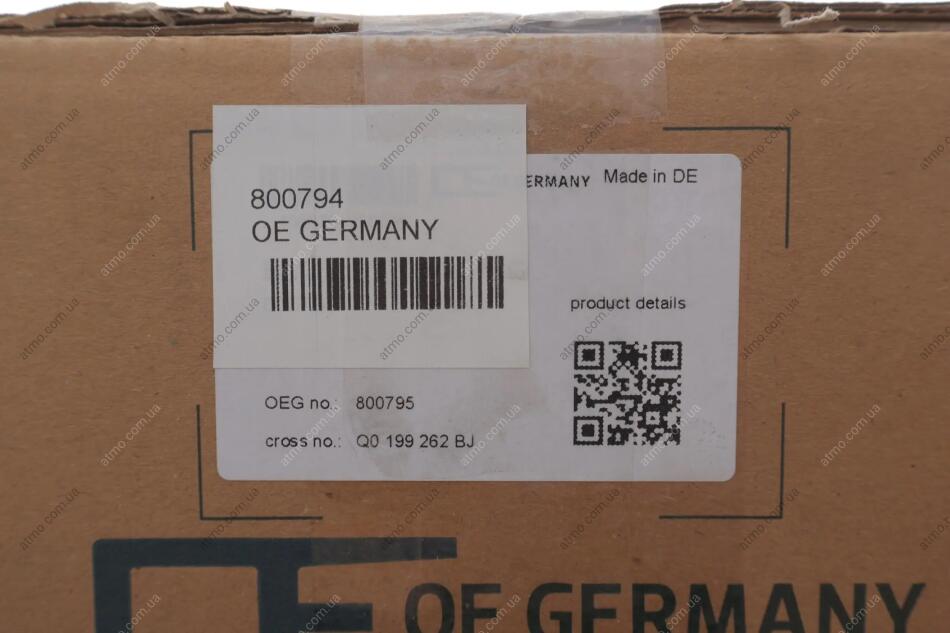 ERMANY Made in DE
800794
OE GERMANY
product details
OEG no.: 800795
cross no.: Q0 199 262 BJ
OE GERMANY
atmo.com.ua